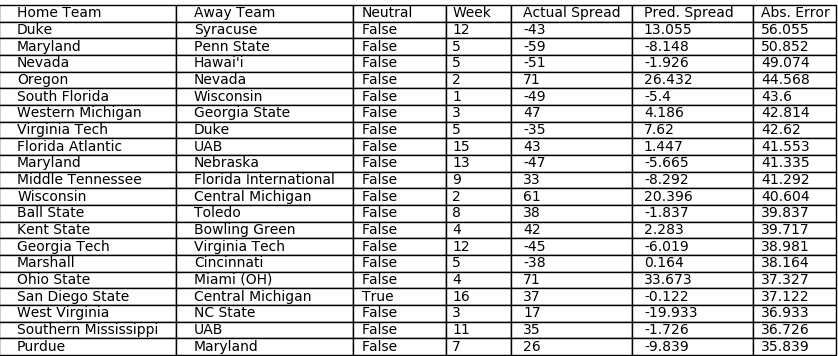 Home Team Away Team Neutral Week Actual Spread Pred. Spread Abs. Error
Duke Syracuse False 12 -43 13.055 56.055
Maryland Penn State False 5 -59 -8.148 50.852
Nevada Hawai'i False 5 -51 -1.926 49.074
Oregon Nevada False 2 71 26.432 44.568
South Florida Wisconsin False 1 -49 -5.4 43.6
Western Michigan Georgia State False 3 47 4.186 42.814
Virginia Tech Duke False 5 -35 7.62 42.62
Florida Atlantic UAB False 15 43 1.447 41.553
Maryland Nebraska False 13 -47 -5.665 41.335
Middle Tennessee Florida International False 9 33 -8.292 41.292
Wisconsin Central Michigan False 2 61 20.396 40.604
Ball State Toledo False 8 38 -1.837 39.837
Kent State Bowling Green False 4 42 2.283 39.717
Georgia Tech Virginia Tech False 12 -45 -6.019 38.981
Marshall Cincinnati False 5 -38 0.164 38.164
Ohio State Miami (OH) False 4 71 33.673 37.327
San Diego State Central Michigan True 16 37 -0.122 37.122
West Virginia NC State False 3 17 -19.933 36.933
Southern Mississippi UAB False 11 35 -1.726 36.726
Purdue Maryland False 7 26 -9.839 35.839